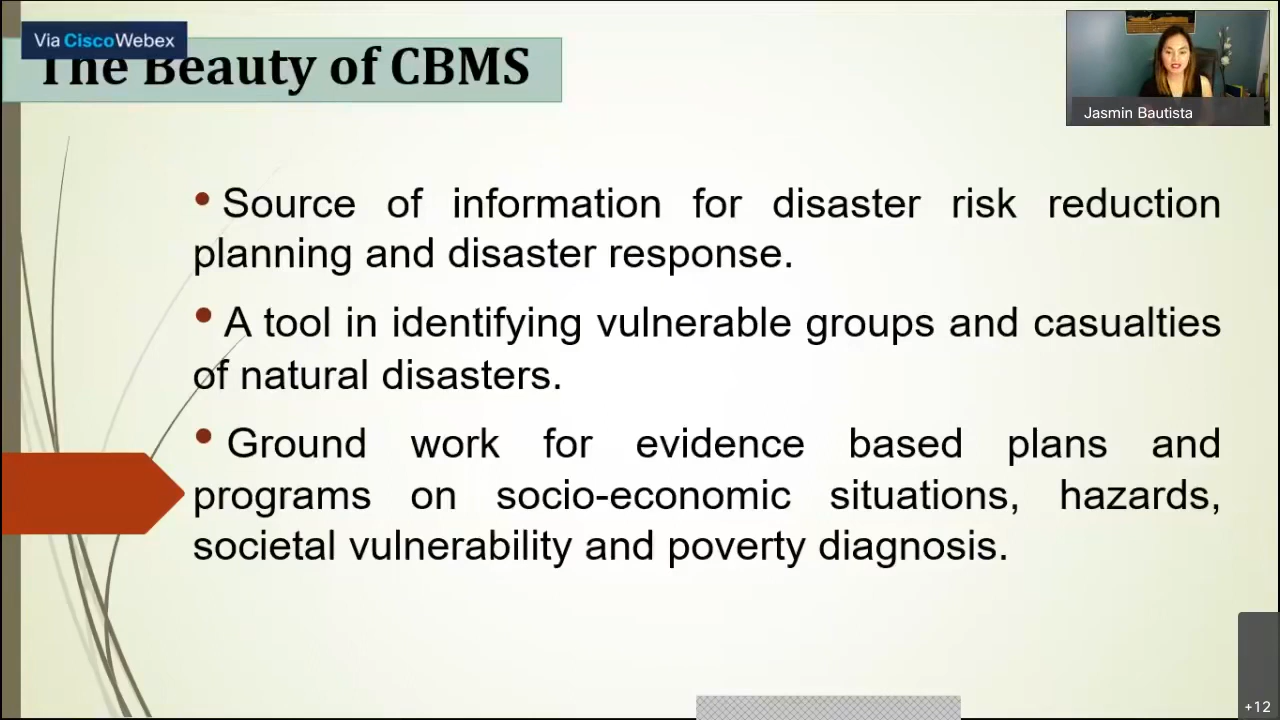 Via Cisco Webex
The Beauty of CBMS
Jasmin Bautista
• Source of information for disaster risk reduction
planning and disaster response.
• A tool in identifying vulnerable groups and casualties
of natural disasters.
• Ground work for evidence based plans and
programs on socio-economic situations, hazards,
societal vulnerability and poverty diagnosis.
+12